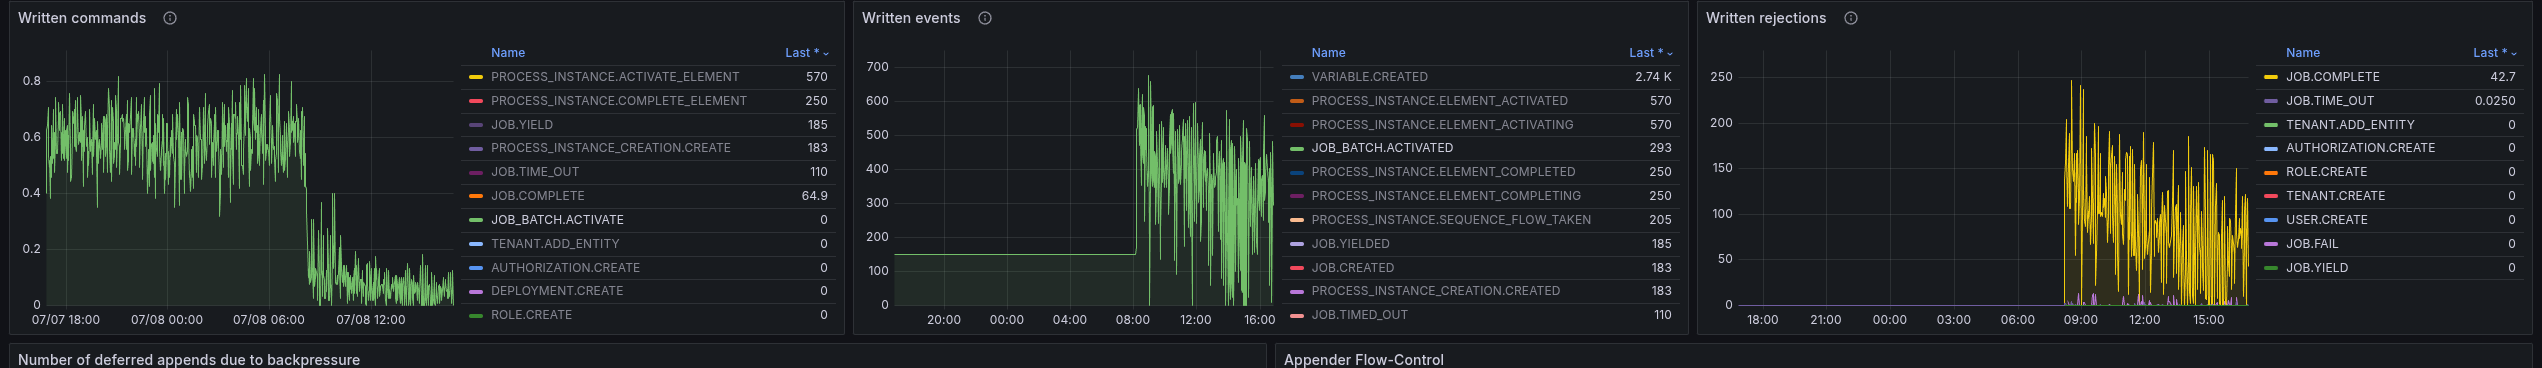 Written commands
Name Last *
0.8
0.6
0.4
0.2
0
07/07 18:00 07/08 00:00 07/08 06:00 07/08 12:00
PROCESS_INSTANCE.ACTIVATE_ELEMENT 570
PROCESS_INSTANCE.COMPLETE_ELEMENT 250
JOB.YIELD 185
PROCESS_INSTANCE_CREATION.CREATE 183
JOB.TIME_OUT 110
JOB.COMPLETE 64.9
JOB_BATCH.ACTIVATE 0
TENANT.ADD_ENTITY 0
AUTHORIZATION.CREATE 0
DEPLOYMENT.CREATE 0
ROLE.CREATE 0
Written events
Name Last *
700
600
500
400
300
200
100
0
20:00 00:00 04:00 08:00 12:00 16:00
VARIABLE.CREATED 2.74 K
PROCESS_INSTANCE.ELEMENT_ACTIVATED 570
PROCESS_INSTANCE.ELEMENT_ACTIVATING 570
JOB_BATCH.ACTIVATED 293
PROCESS_INSTANCE.ELEMENT_COMPLETED 250
PROCESS_INSTANCE.ELEMENT_COMPLETING 250
PROCESS_INSTANCE.SEQUENCE_FLOW_TAKEN 205
JOB.YIELDED 185
JOB.CREATED 183
PROCESS_INSTANCE_CREATION.CREATED 183
JOB.TIMED_OUT 110
Written rejections
Name Last *
250
200
150
100
50
0
18:00 21:00 00:00 03:00 06:00 09:00 12:00 15:00
JOB.COMPLETE 42.7
JOB.TIME_OUT 0.0250
TENANT.ADD_ENTITY 0
AUTHORIZATION.CREATE 0
ROLE.CREATE 0
TENANT.CREATE 0
USER.CREATE 0
JOB.FAIL 0
JOB.YIELD 0
Number of deferred appends due to backpressure
Appender Flow-Control